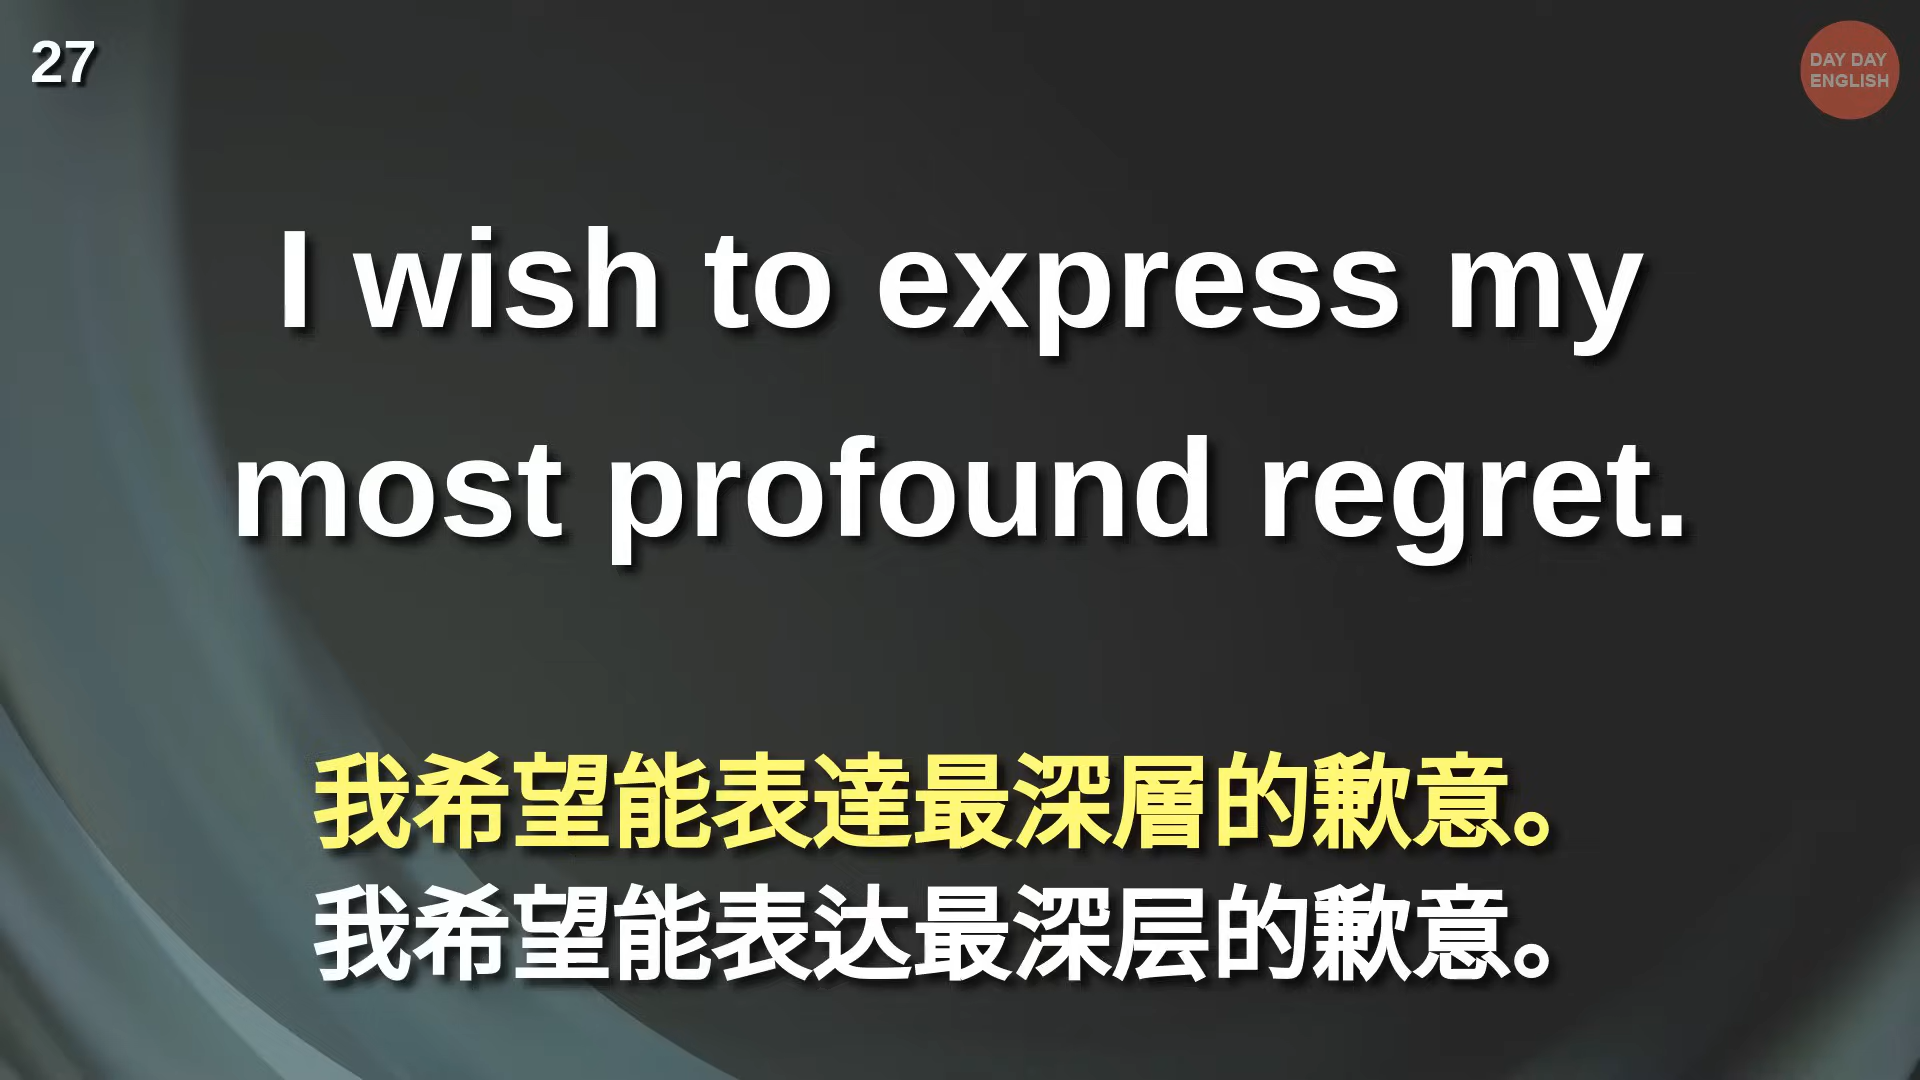 27
DAY DAY
ENGLISH
I wish to express my
most profound regret.
我希望能表達最深層的歉意。
我希望能表达最深层的歉意。